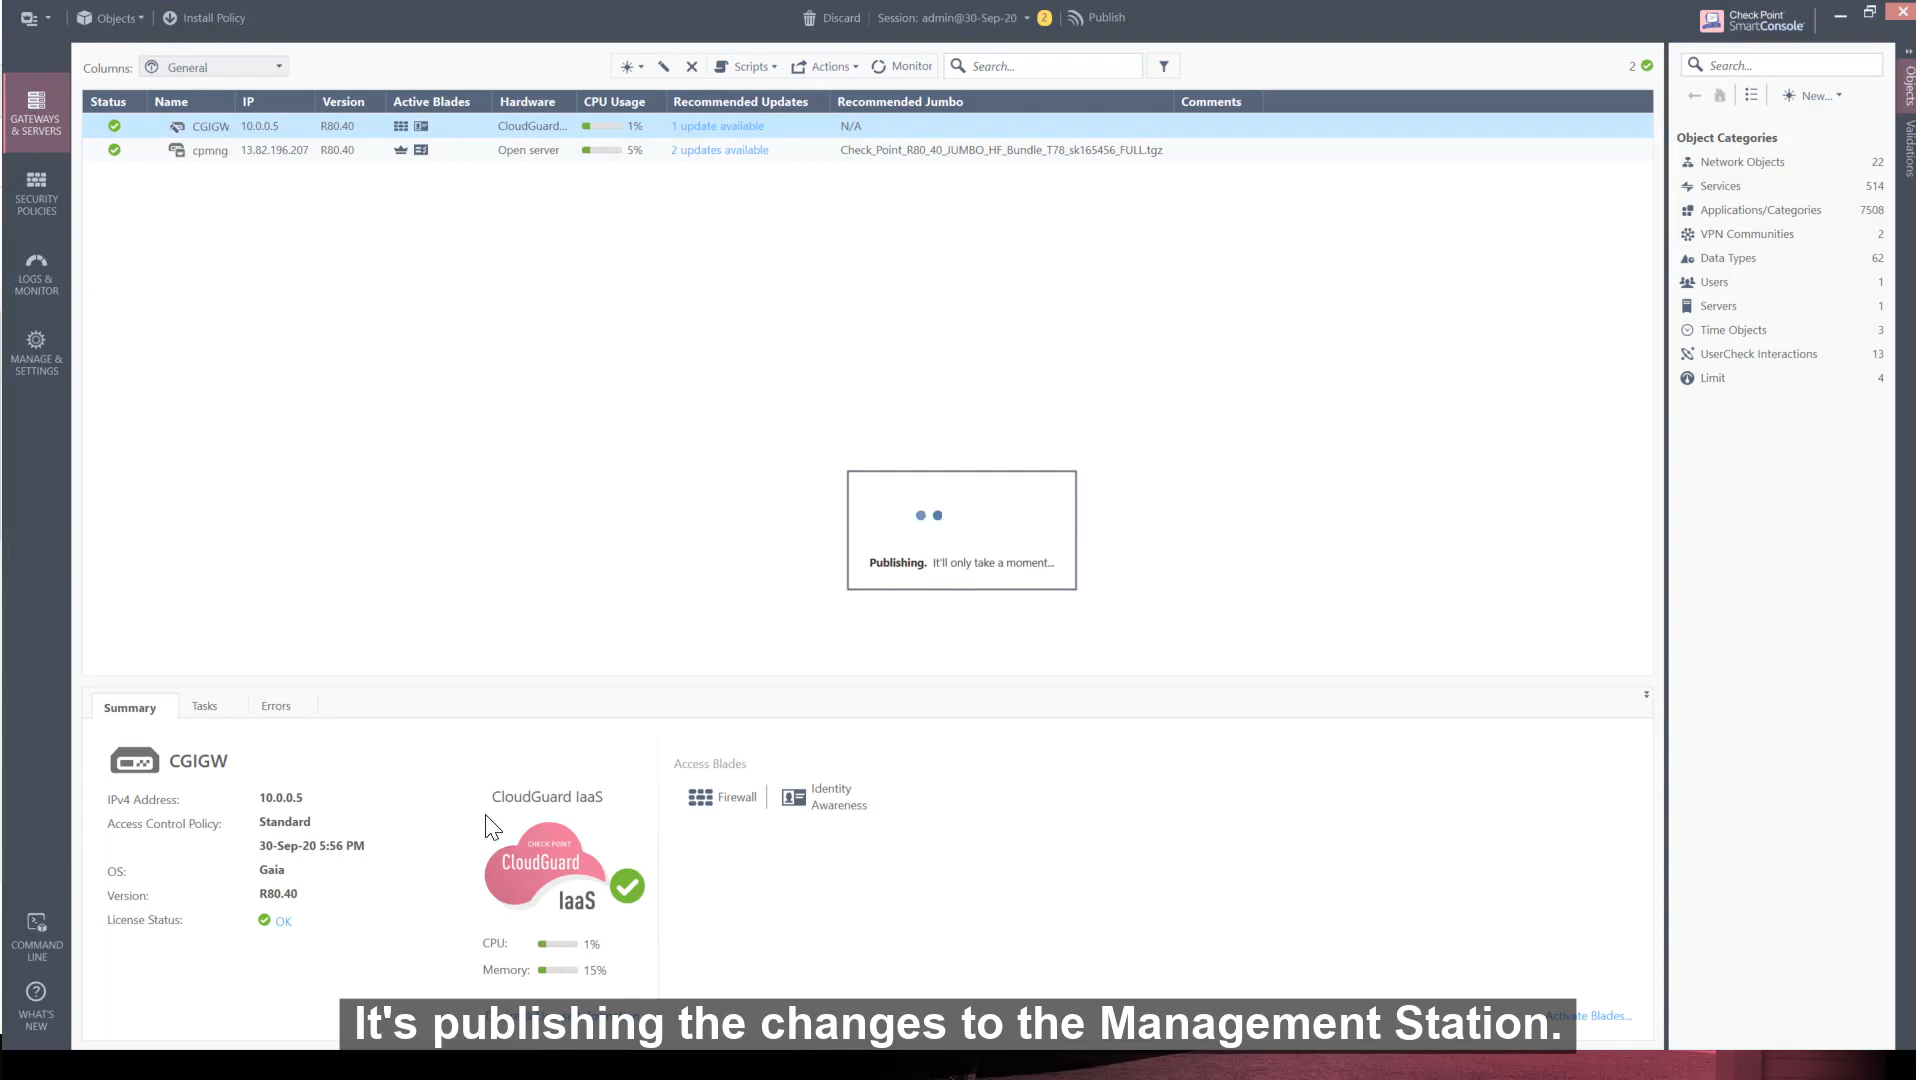 Objects
Install Policy
Discard
Session: admin@30-Sep-20
2
Publish
Check Point
SmartConsole
Columns:
General
Scripts
Actions
Monitor
Search...
2
Status Name IP Version Active Blades Hardware CPU Usage Recommended Updates Recommended Jumbo Comments
CGIGW 10.0.0.5 R80.40 CloudGuard... 1% 1 update available N/A
cpmng 13.82.196.207 R80.40 Open server 5% 2 updates available Check_Point_R80_40_JUMBO_HF_Bundle_T78_sk165456_FULL.tgz
GATEWAYS
& SERVERS
SECURITY
POLICIES
LOGS &
MONITOR
MANAGE &
SETTINGS
COMMAND
LINE
WHAT'S
NEW
Publishing. It'll only take a moment...
Summary
Tasks
Errors
CGIGW
IPv4 Address: 10.0.0.5
Access Control Policy: Standard
30-Sep-20 5:56 PM
OS: Gaia
Version: R80.40
License Status: OK
CloudGuard IaaS
CHECK POINT
CloudGuard
IaaS
CPU: 1%
Memory: 15%
Access Blades
Firewall
Identity
Awareness
Activate Blades...
Search...
New...
Object Categories
Network Objects 22
Services 514
Applications/Categories 7508
VPN Communities 2
Data Types 62
Users 1
Servers 1
Time Objects 3
UserCheck Interactions 13
Limit 4
Objects
Validations
It's publishing the changes to the Management Station.